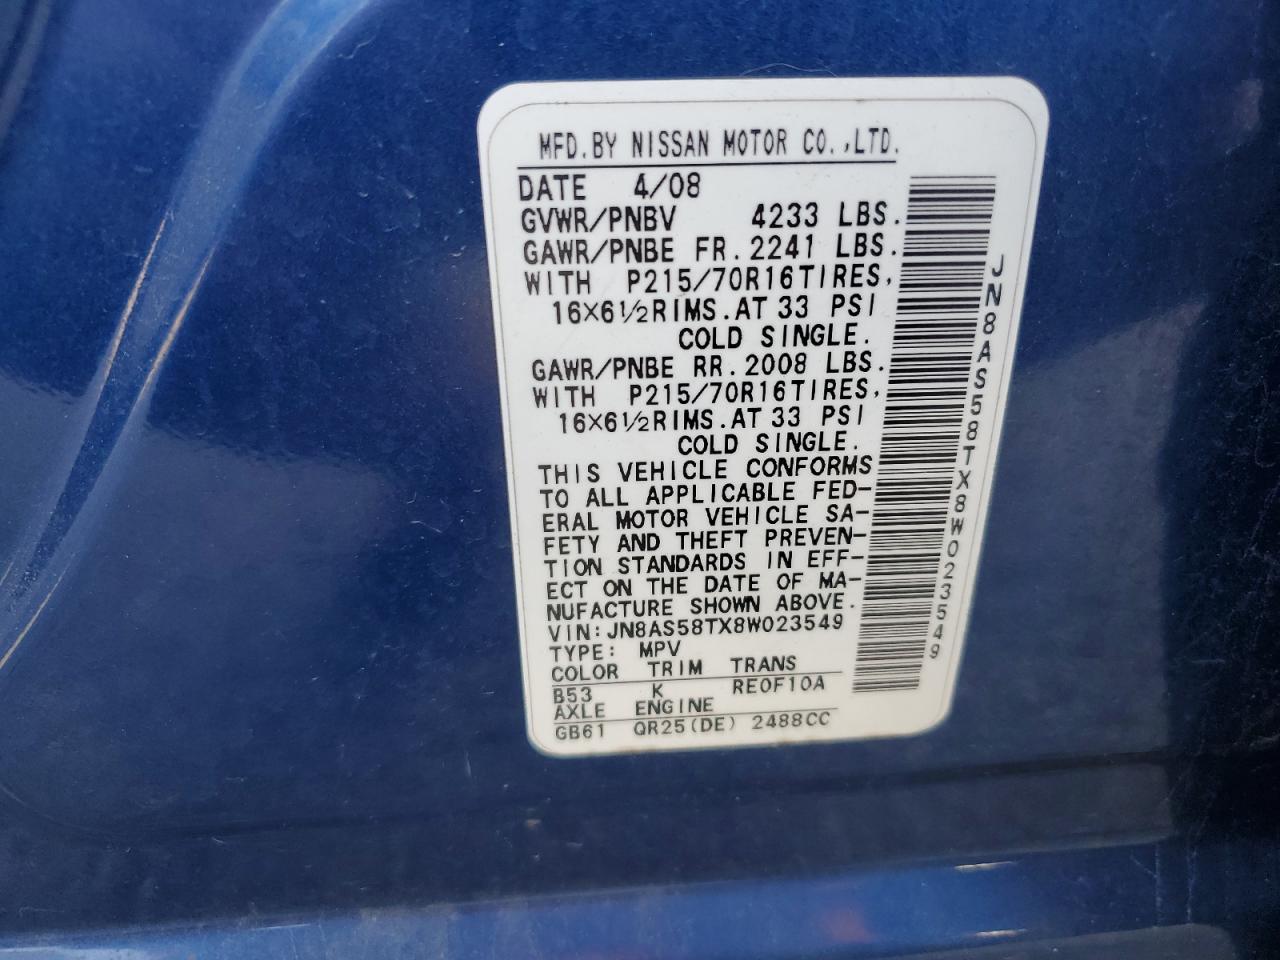 MFD.BY NISSAN MOTOR CO.,LTD.
DATE 4/08
GVWR/PNBV 4233 LBS.
GAWR/PNBE FR. 2241 LBS.
WITH P215/70R16TIRES,
16×6½RIMS.AT 33 PSI
COLD SINGLE.
GAWR/PNBE RR. 2008 LBS.
WITH P215/70R16TIRES,
16×6½RIMS.AT 33 PSI
COLD SINGLE.
THIS VEHICLE CONFORMS
TO ALL APPLICABLE FED-
ERAL MOTOR VEHICLE SA-
FETY AND THEFT PREVEN-
TION STANDARDS IN EFF-
ECT ON THE DATE OF MA-
NUFACTURE SHOWN ABOVE.
VIN:JN8AS58TX8W023549
TYPE: MPV
COLOR TRIM TRANS
B53 K RE0F10A
AXLE ENGINE
GB61 QR25(DE) 2488CC
JN8AS58TX8W023549